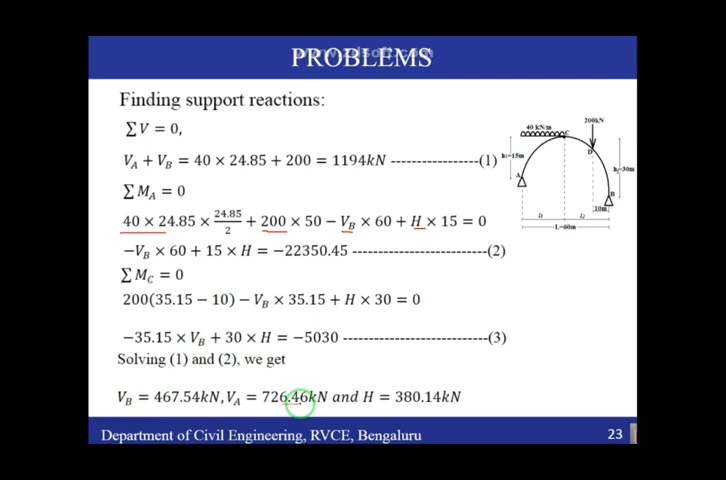 PROBLEMS
Finding support reactions:
∑V = 0,
V_A + V_B = 40 × 24.85 + 200 = 1194kN -----------------(1)
∑M_A = 0
40 × 24.85 × 24.85/2 + 200 × 50 − V_B × 60 + H × 15 = 0
−V_B × 60 + 15 × H = −22350.45 --------------------------(2)
∑M_C = 0
200(35.15 − 10) − V_B × 35.15 + H × 30 = 0
−35.15 × V_B + 30 × H = −5030 ----------------------------(3)
Solving (1) and (2), we get
V_B = 467.54kN, V_A = 726.46kN and H = 380.14kN
200kN
40 kN/m
C
D
A
B
10m
L=60m
Department of Civil Engineering, RVCE, Bengaluru
23